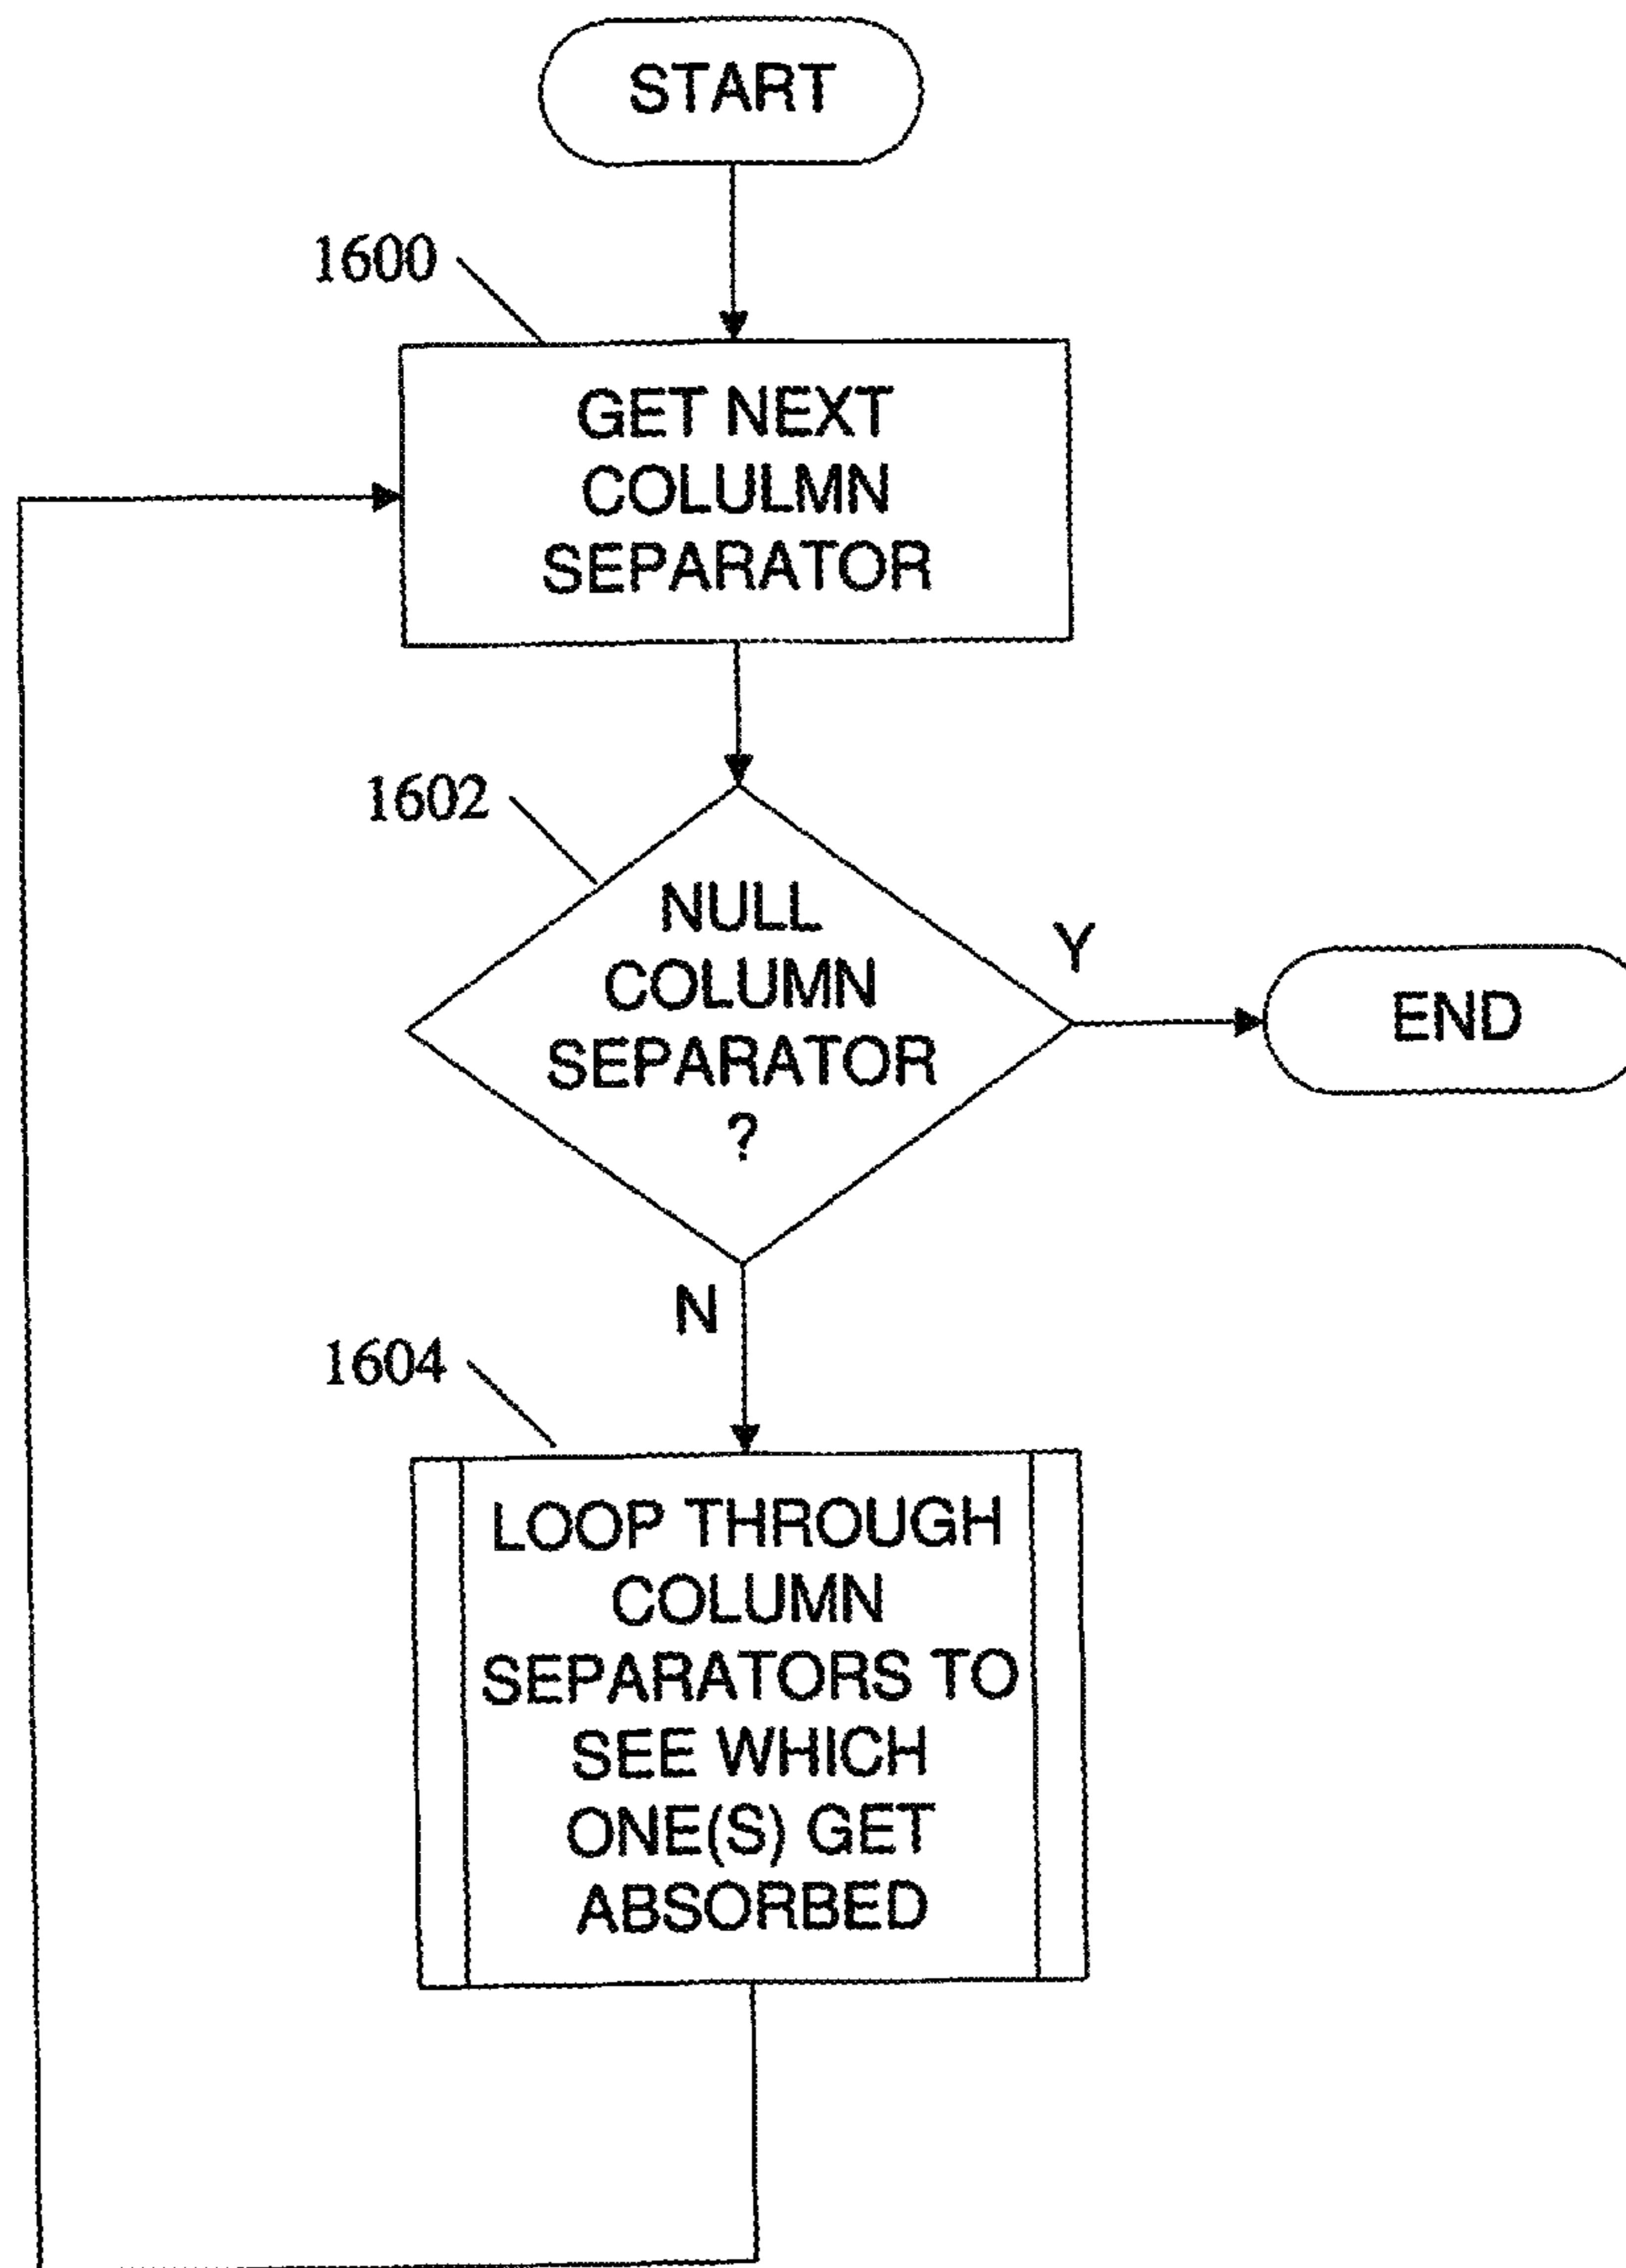 START
1600
GET NEXT
COLULMN
SEPARATOR
1602
NULL
COLUMN
SEPARATOR
?
Y
END
N
1604
LOOP THROUGH
COLUMN
SEPARATORS TO
SEE WHICH
ONE(S) GET
ABSORBED